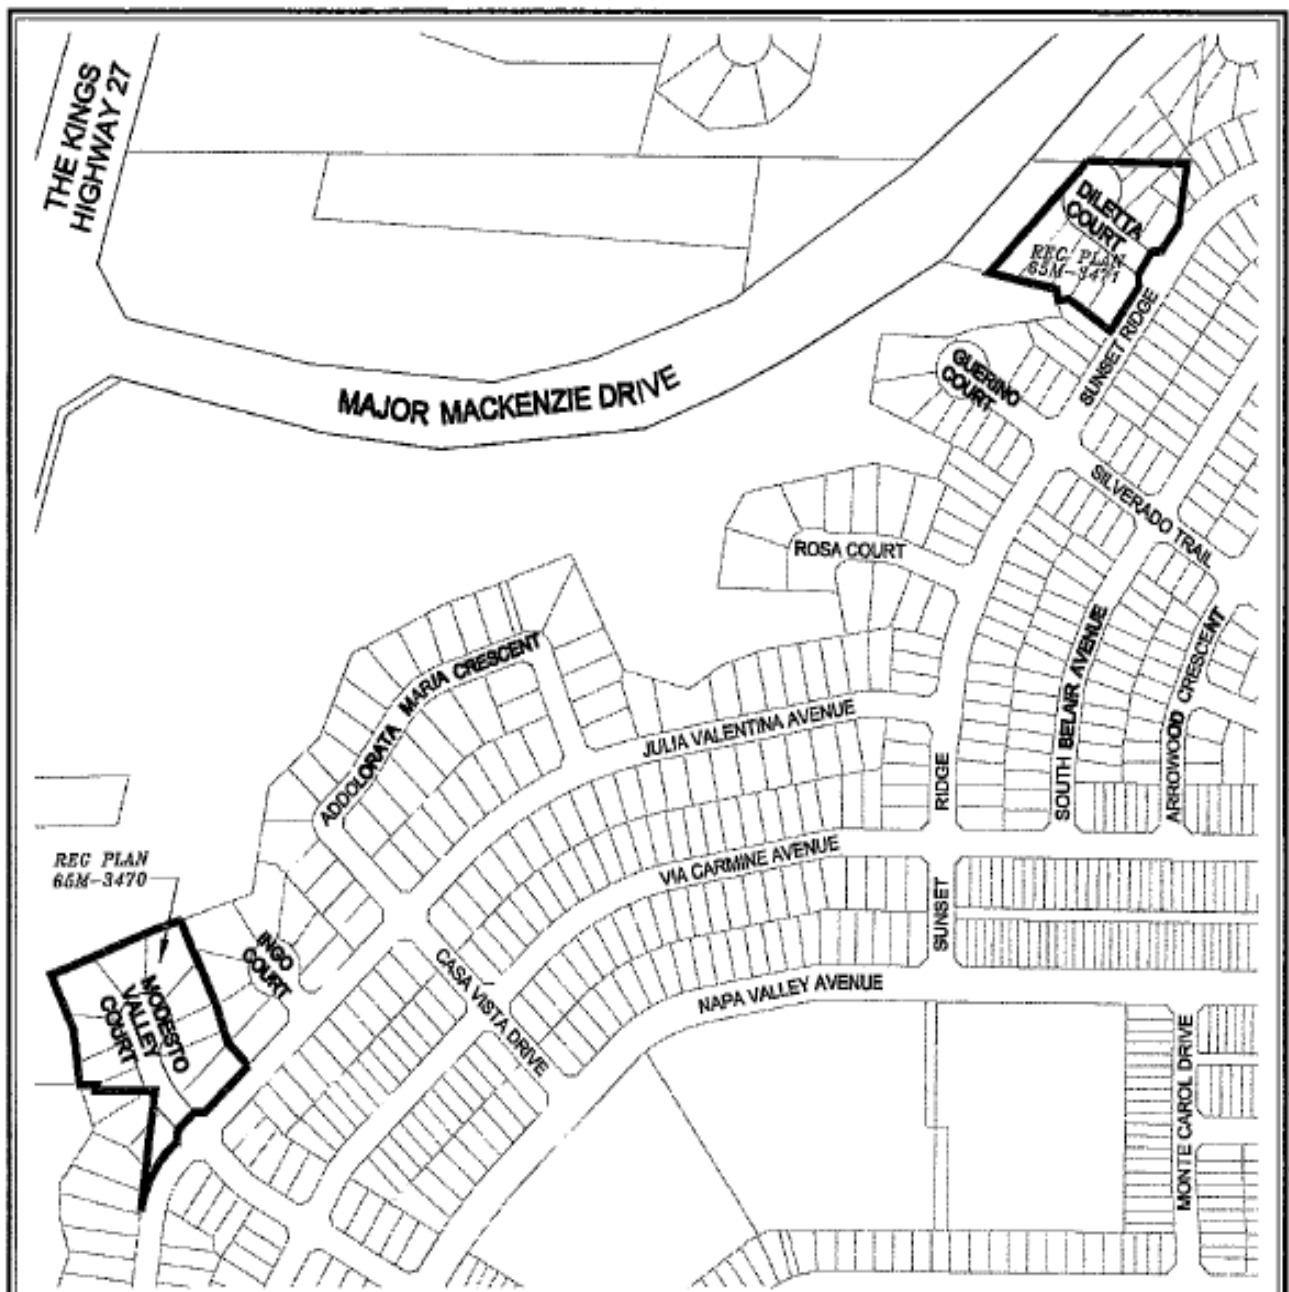 THE KINGS
HIGHWAY 27
DILETTA
COURT
REG PLAN
65M-3471
SUNSET RIDGE
MAJOR MACKENZIE DRIVE
GUERINO
COURT
SILVERADO TRAIL
ROSA COURT
ADDOLORATA MARIA CRESCENT
JULIA VALENTINA AVENUE
SOUTH BELAIR AVENUE
ARROWOOD CRESCENT
RIDGE
SUNSET
VIA CARMINE AVENUE
REG PLAN
65M-3470
INGO
COURT
CASA VISTA DRIVE
NAPA VALLEY AVENUE
MODESTO
VALLEY
COURT
MONTE CAROL DRIVE